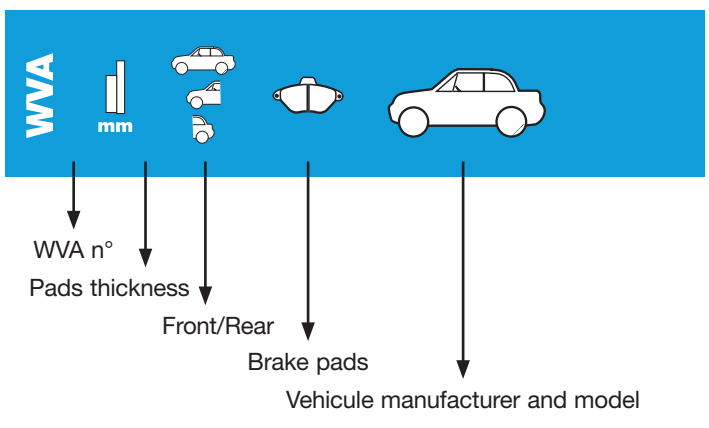 WVA
mm
WVA n°
Pads thickness
Front/Rear
Brake pads
Vehicule manufacturer and model